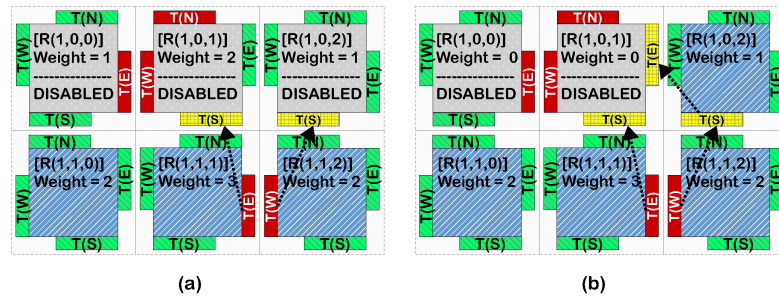 T(N)
T(N)
T(N)
[R(1,0,0)]
Weight = 1
DISABLED
T(W)
T(E)
T(S)
[R(1,0,1)]
Weight = 2
DISABLED
T(W)
T(E)
T(S)
[R(1,0,2)]
Weight = 1
DISABLED
T(W)
T(E)
T(S)
T(N)
T(N)
T(N)
[R(1,1,0)]
Weight = 2
T(W)
T(E)
T(S)
[R(1,1,1)]
Weight = 3
T(W)
T(E)
T(S)
[R(1,1,2)]
Weight = 2
T(W)
T(E)
T(S)
(a)
T(N)
T(N)
T(N)
[R(1,0,0)]
Weight = 0
DISABLED
T(W)
T(E)
T(S)
[R(1,0,1)]
Weight = 0
DISABLED
T(W)
T(E)
T(S)
[R(1,0,2)]
Weight = 1
T(W)
T(E)
T(S)
T(N)
T(N)
T(N)
[R(1,1,0)]
Weight = 2
T(W)
T(E)
T(S)
[R(1,1,1)]
Weight = 3
T(W)
T(E)
T(S)
[R(1,1,2)]
Weight = 2
T(W)
T(E)
T(S)
(b)